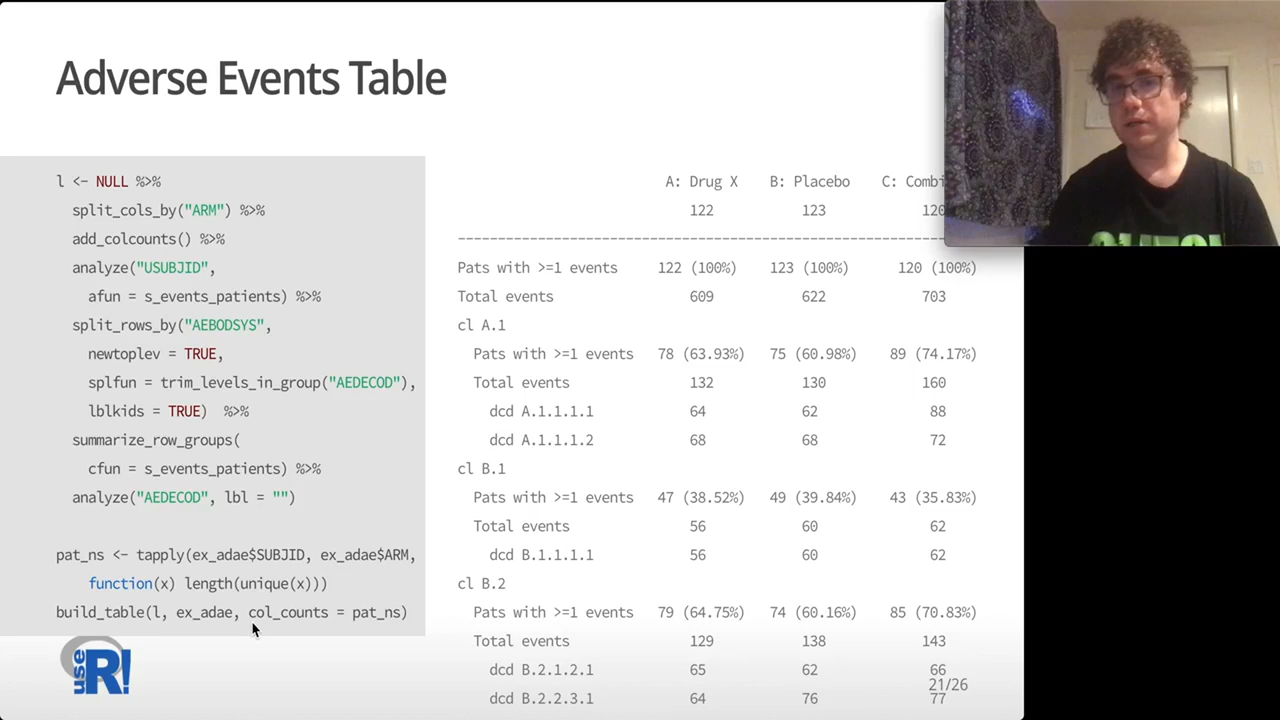 Adverse Events Table
l <- NULL %>%
split_cols_by("ARM") %>%
add_colcounts() %>%
analyze("USUBJID",
afun = s_events_patients) %>%
split_rows_by("AEBODSYS",
newtoplev = TRUE,
splfun = trim_levels_in_group("AEDECOD"),
lblkids = TRUE)  %>%
summarize_row_groups(
cfun = s_events_patients) %>%
analyze("AEDECOD", lbl = "")
pat_ns <- tapply(ex_adae$SUBJID, ex_adae$ARM,
function(x) length(unique(x)))
build_table(l, ex_adae, col_counts = pat_ns)
A: Drug X B: Placebo C: Combi
122 123 120
--------------------------------------------------------------
Pats with >=1 events 122 (100%) 123 (100%) 120 (100%)
Total events 609 622 703
cl A.1
Pats with >=1 events 78 (63.93%) 75 (60.98%) 89 (74.17%)
Total events 132 130 160
dcd A.1.1.1.1 64 62 88
dcd A.1.1.1.2 68 68 72
cl B.1
Pats with >=1 events 47 (38.52%) 49 (39.84%) 43 (35.83%)
Total events 56 60 62
dcd B.1.1.1.1 56 60 62
cl B.2
Pats with >=1 events 79 (64.75%) 74 (60.16%) 85 (70.83%)
Total events 129 138 143
dcd B.2.1.2.1 65 62 66
dcd B.2.2.3.1 64 76 77
21/26
use R!